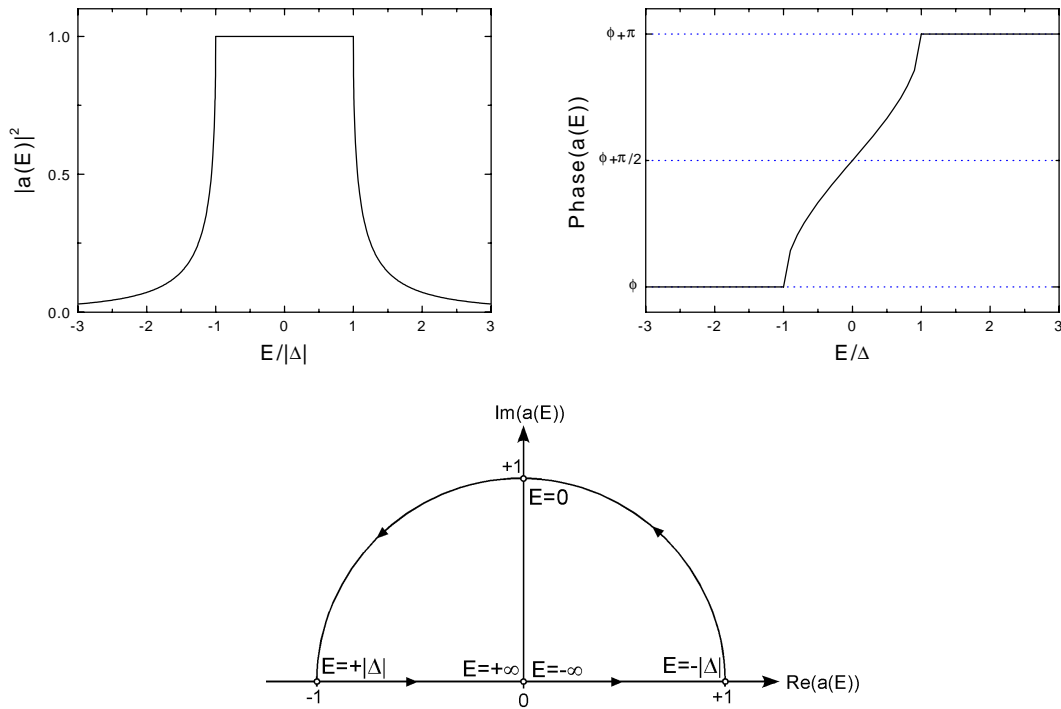 1.0
0.5
0.0
|a(E)|²
-3 -2 -1 0 1 2 3
E/|Δ|
ϕ+π
ϕ+π/2
ϕ
Phase(a(E))
-3 -2 -1 0 1 2 3
E/Δ
Im(a(E))
+1
E=0
E=+|Δ| E=+∞ E=-∞ E=-|Δ|
Re(a(E))
-1 0 +1